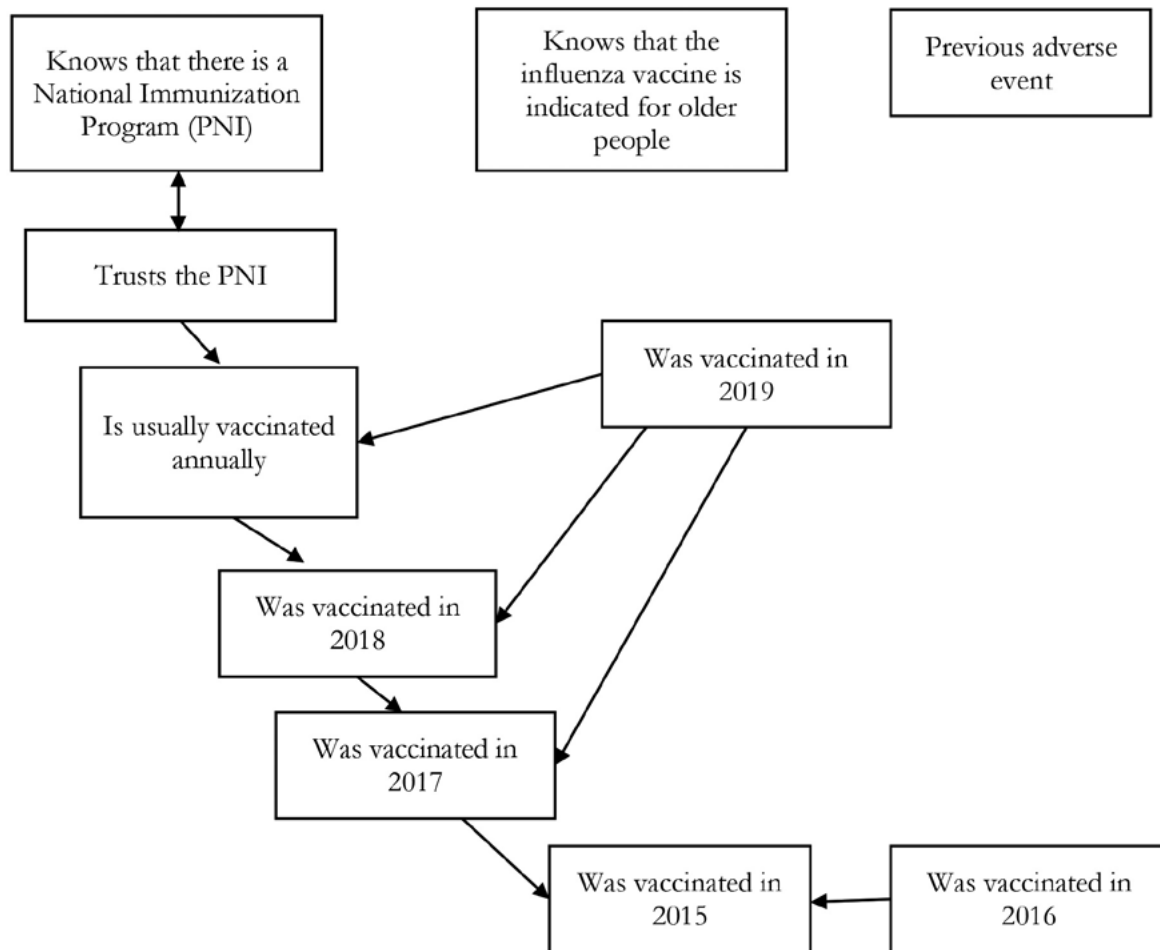 Knows that there is a
National Immunization
Program (PNI)
Knows that the
influenza vaccine is
indicated for older
people
Previous adverse
event
Trusts the PNI
Was vaccinated in
2019
Is usually vaccinated
annually
Was vaccinated in
2018
Was vaccinated in
2017
Was vaccinated in
2015
Was vaccinated in
2016